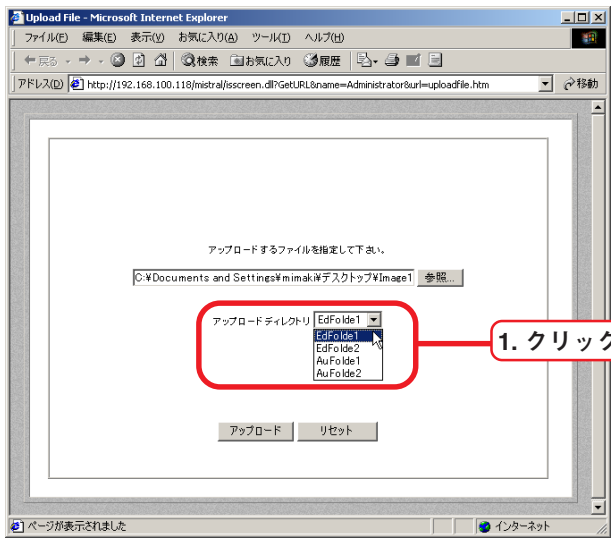 Upload File - Microsoft Internet Explorer
ファイル(F) 編集(E) 表示(V) お気に入り(A) ツール(T) ヘルプ(H)
戻る 検索 お気に入り 履歴
アドレス(D) http://192.168.100.118/mistral/isscreen.dll?GetURL&name=Administrator&url=uploadfile.htm 移動
アップロードするファイルを指定して下さい。
C:¥Documents and Settings¥mimaki¥デスクトップ¥Image1 参照...
アップロードディレクトリ EdFolde1
EdFolde1
EdFolde2
AuFolde1
AuFolde2
1. クリック
アップロード リセット
ページが表示されました インターネット